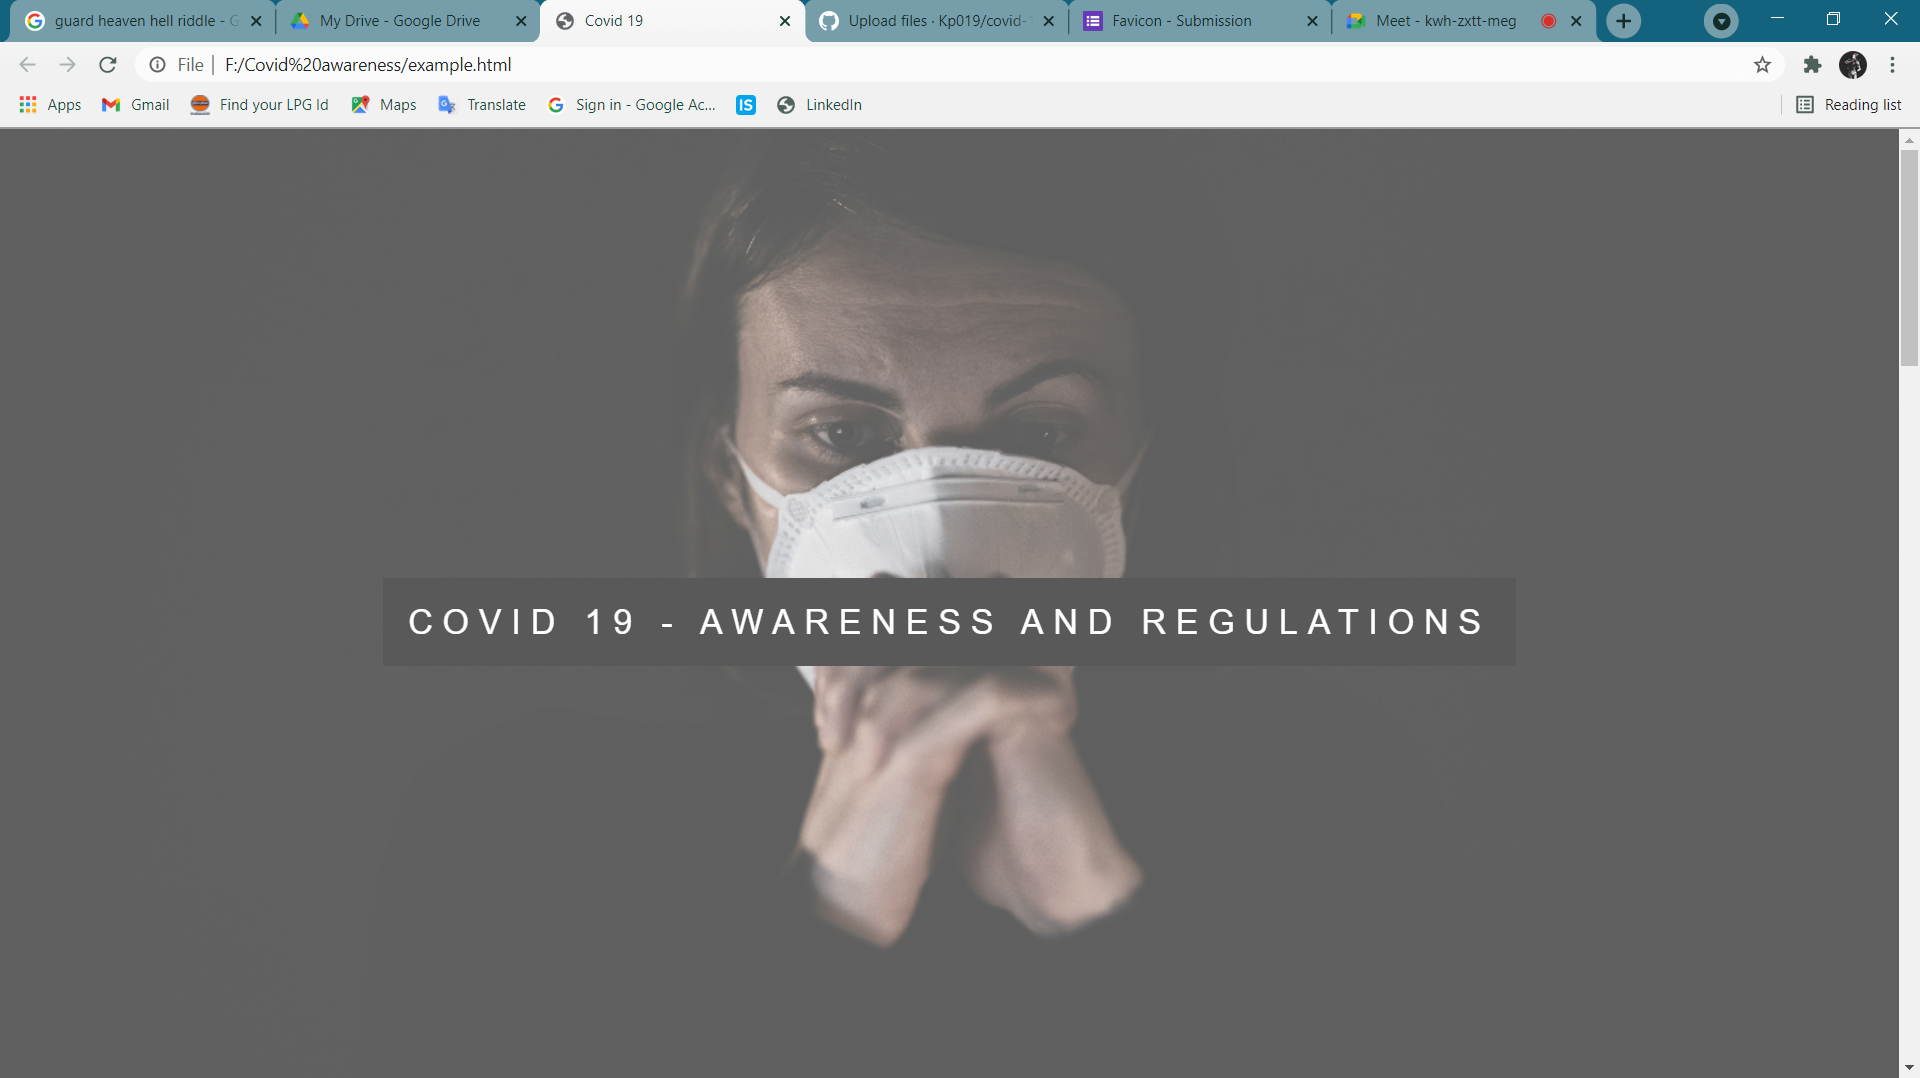 guard heaven hell riddle - G
My Drive - Google Drive
Covid 19
Upload files · Kp019/covid-
Favicon - Submission
Meet - kwh-zxtt-meg
File
F:/Covid%20awareness/example.html
Apps
Gmail
Find your LPG Id
Maps
Translate
Sign in - Google Ac...
IS
LinkedIn
Reading list
COVID 19 - AWARENESS AND REGULATIONS